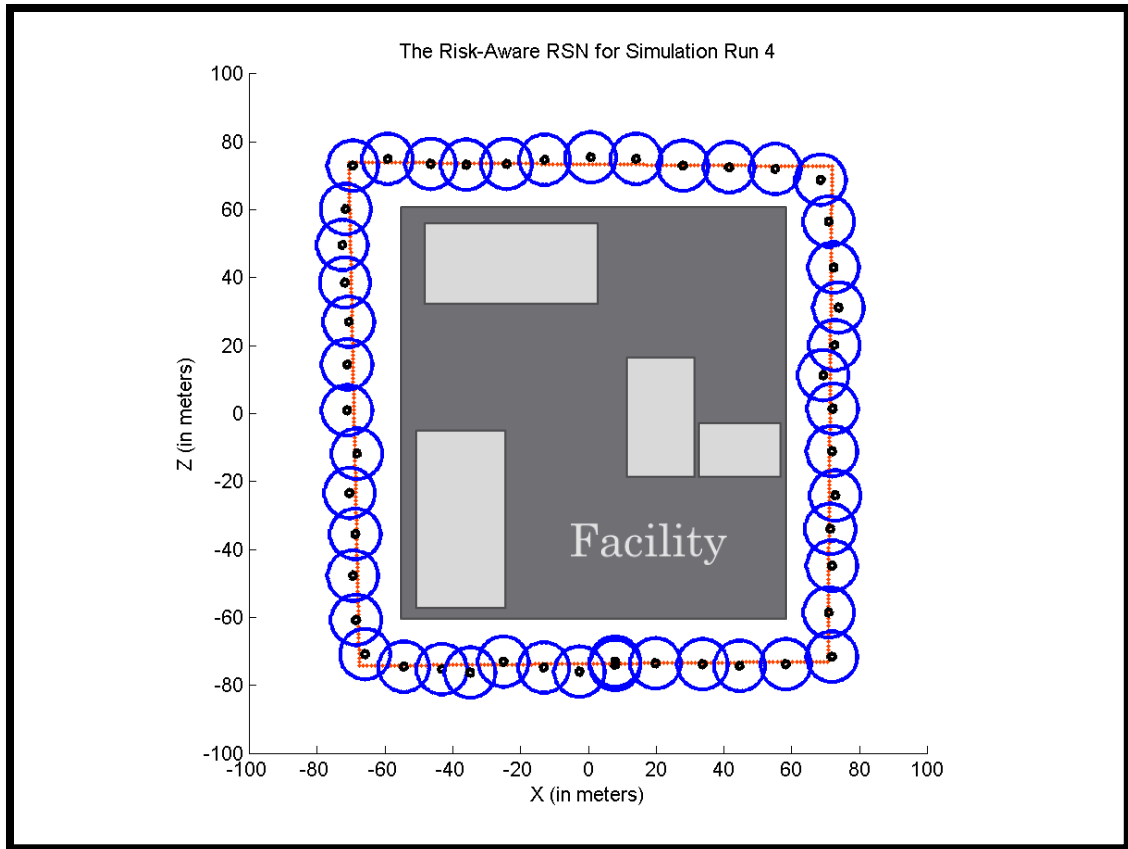 The Risk-Aware RSN for Simulation Run 4
100
80
60
40
20
0
-20
-40
-60
-80
-100
Z (in meters)
Facility
-100 -80 -60 -40 -20 0 20 40 60 80 100
X (in meters)